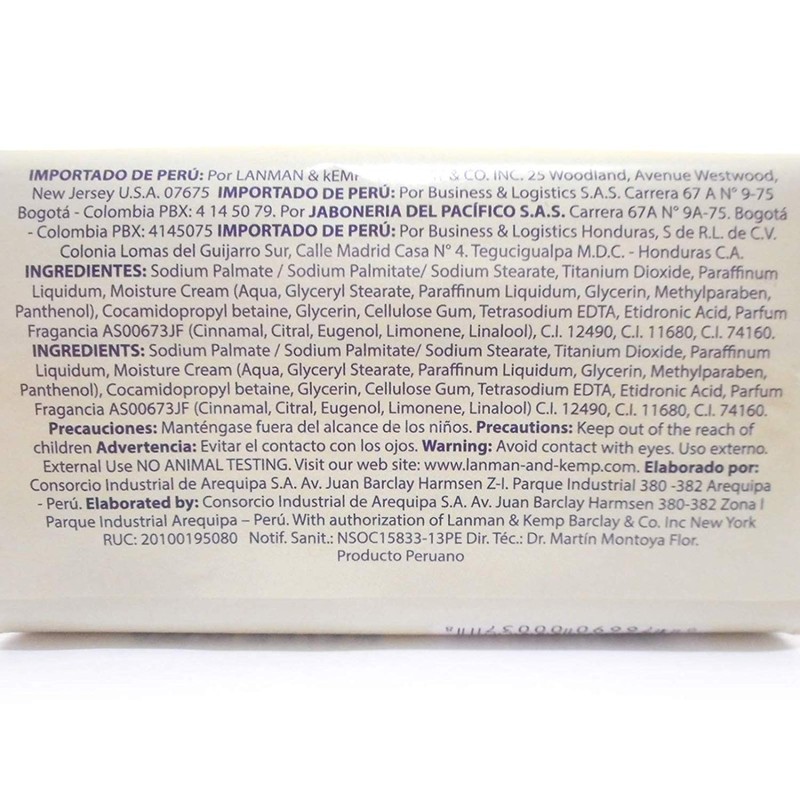 IMPORTADO DE PERÚ: Por LANMAN & & CO. INC. 25 Woodland, Avenue Westwood,
New Jersey U.S.A. 07675 IMPORTADO DE PERÚ: Por Business & Logistics S.A.S. Carrera 67 A N° 9-75
Bogotá - Colombia PBX: 4 14 50 79. Por JABONERIA DEL PACÍFICO S.A.S. Carrera 67A N° 9A-75. Bogotá
- Colombia PBX: 4145075 IMPORTADO DE PERÚ: Por Business & Logistics Honduras, S de R.L. de C.V.
Colonia Lomas del Guijarro Sur, Calle Madrid Casa N° 4. Tegucigalpa M.D.C. - Honduras C.A.
INGREDIENTES: Sodium Palmate / Sodium Palmitate/ Sodium Stearate, Titanium Dioxide, Paraffinum
Liquidum, Moisture Cream (Aqua, Glyceryl Stearate, Paraffinum Liquidum, Glycerin, Methylparaben,
Panthenol), Cocamidopropyl betaine, Glycerin, Cellulose Gum, Tetrasodium EDTA, Etidronic Acid, Parfum
Fragancia AS00673JF (Cinnamal, Citral, Eugenol, Limonene, Linalool), C.I. 12490, C.I. 11680, C.I. 74160.
INGREDIENTS: Sodium Palmate / Sodium Palmitate/ Sodium Stearate, Titanium Dioxide, Paraffinum
Liquidum, Moisture Cream (Aqua, Glyceryl Stearate, Paraffinum Liquidum, Glycerin, Methylparaben,
Panthenol), Cocamidopropyl betaine, Glycerin, Cellulose Gum, Tetrasodium EDTA, Etidronic Acid, Parfum
Fragancia AS00673JF (Cinnamal, Citral, Eugenol, Limonene, Linalool) C.I. 12490, C.I. 11680, C.I. 74160.
Precauciones: Manténgase fuera del alcance de los niños. Precautions: Keep out of the reach of
children Advertencia: Evitar el contacto con los ojos. Warning: Avoid contact with eyes. Uso externo.
External Use NO ANIMAL TESTING. Visit our web site: www.lanman-and-kemp.com. Elaborado por:
Consorcio Industrial de Arequipa S.A. Av. Juan Barclay Harmsen Z-I. Parque Industrial 380 -382 Arequipa
- Perú. Elaborated by: Consorcio Industrial de Arequipa S.A. Av. Juan Barclay Harmsen 380-382 Zona I
Parque Industrial Arequipa – Perú. With authorization of Lanman & Kemp Barclay & Co. Inc New York
RUC: 20100195080 Notif. Sanit.: NSOC15833-13PE Dir. Téc.: Dr. Martín Montoya Flor.
Producto Peruano